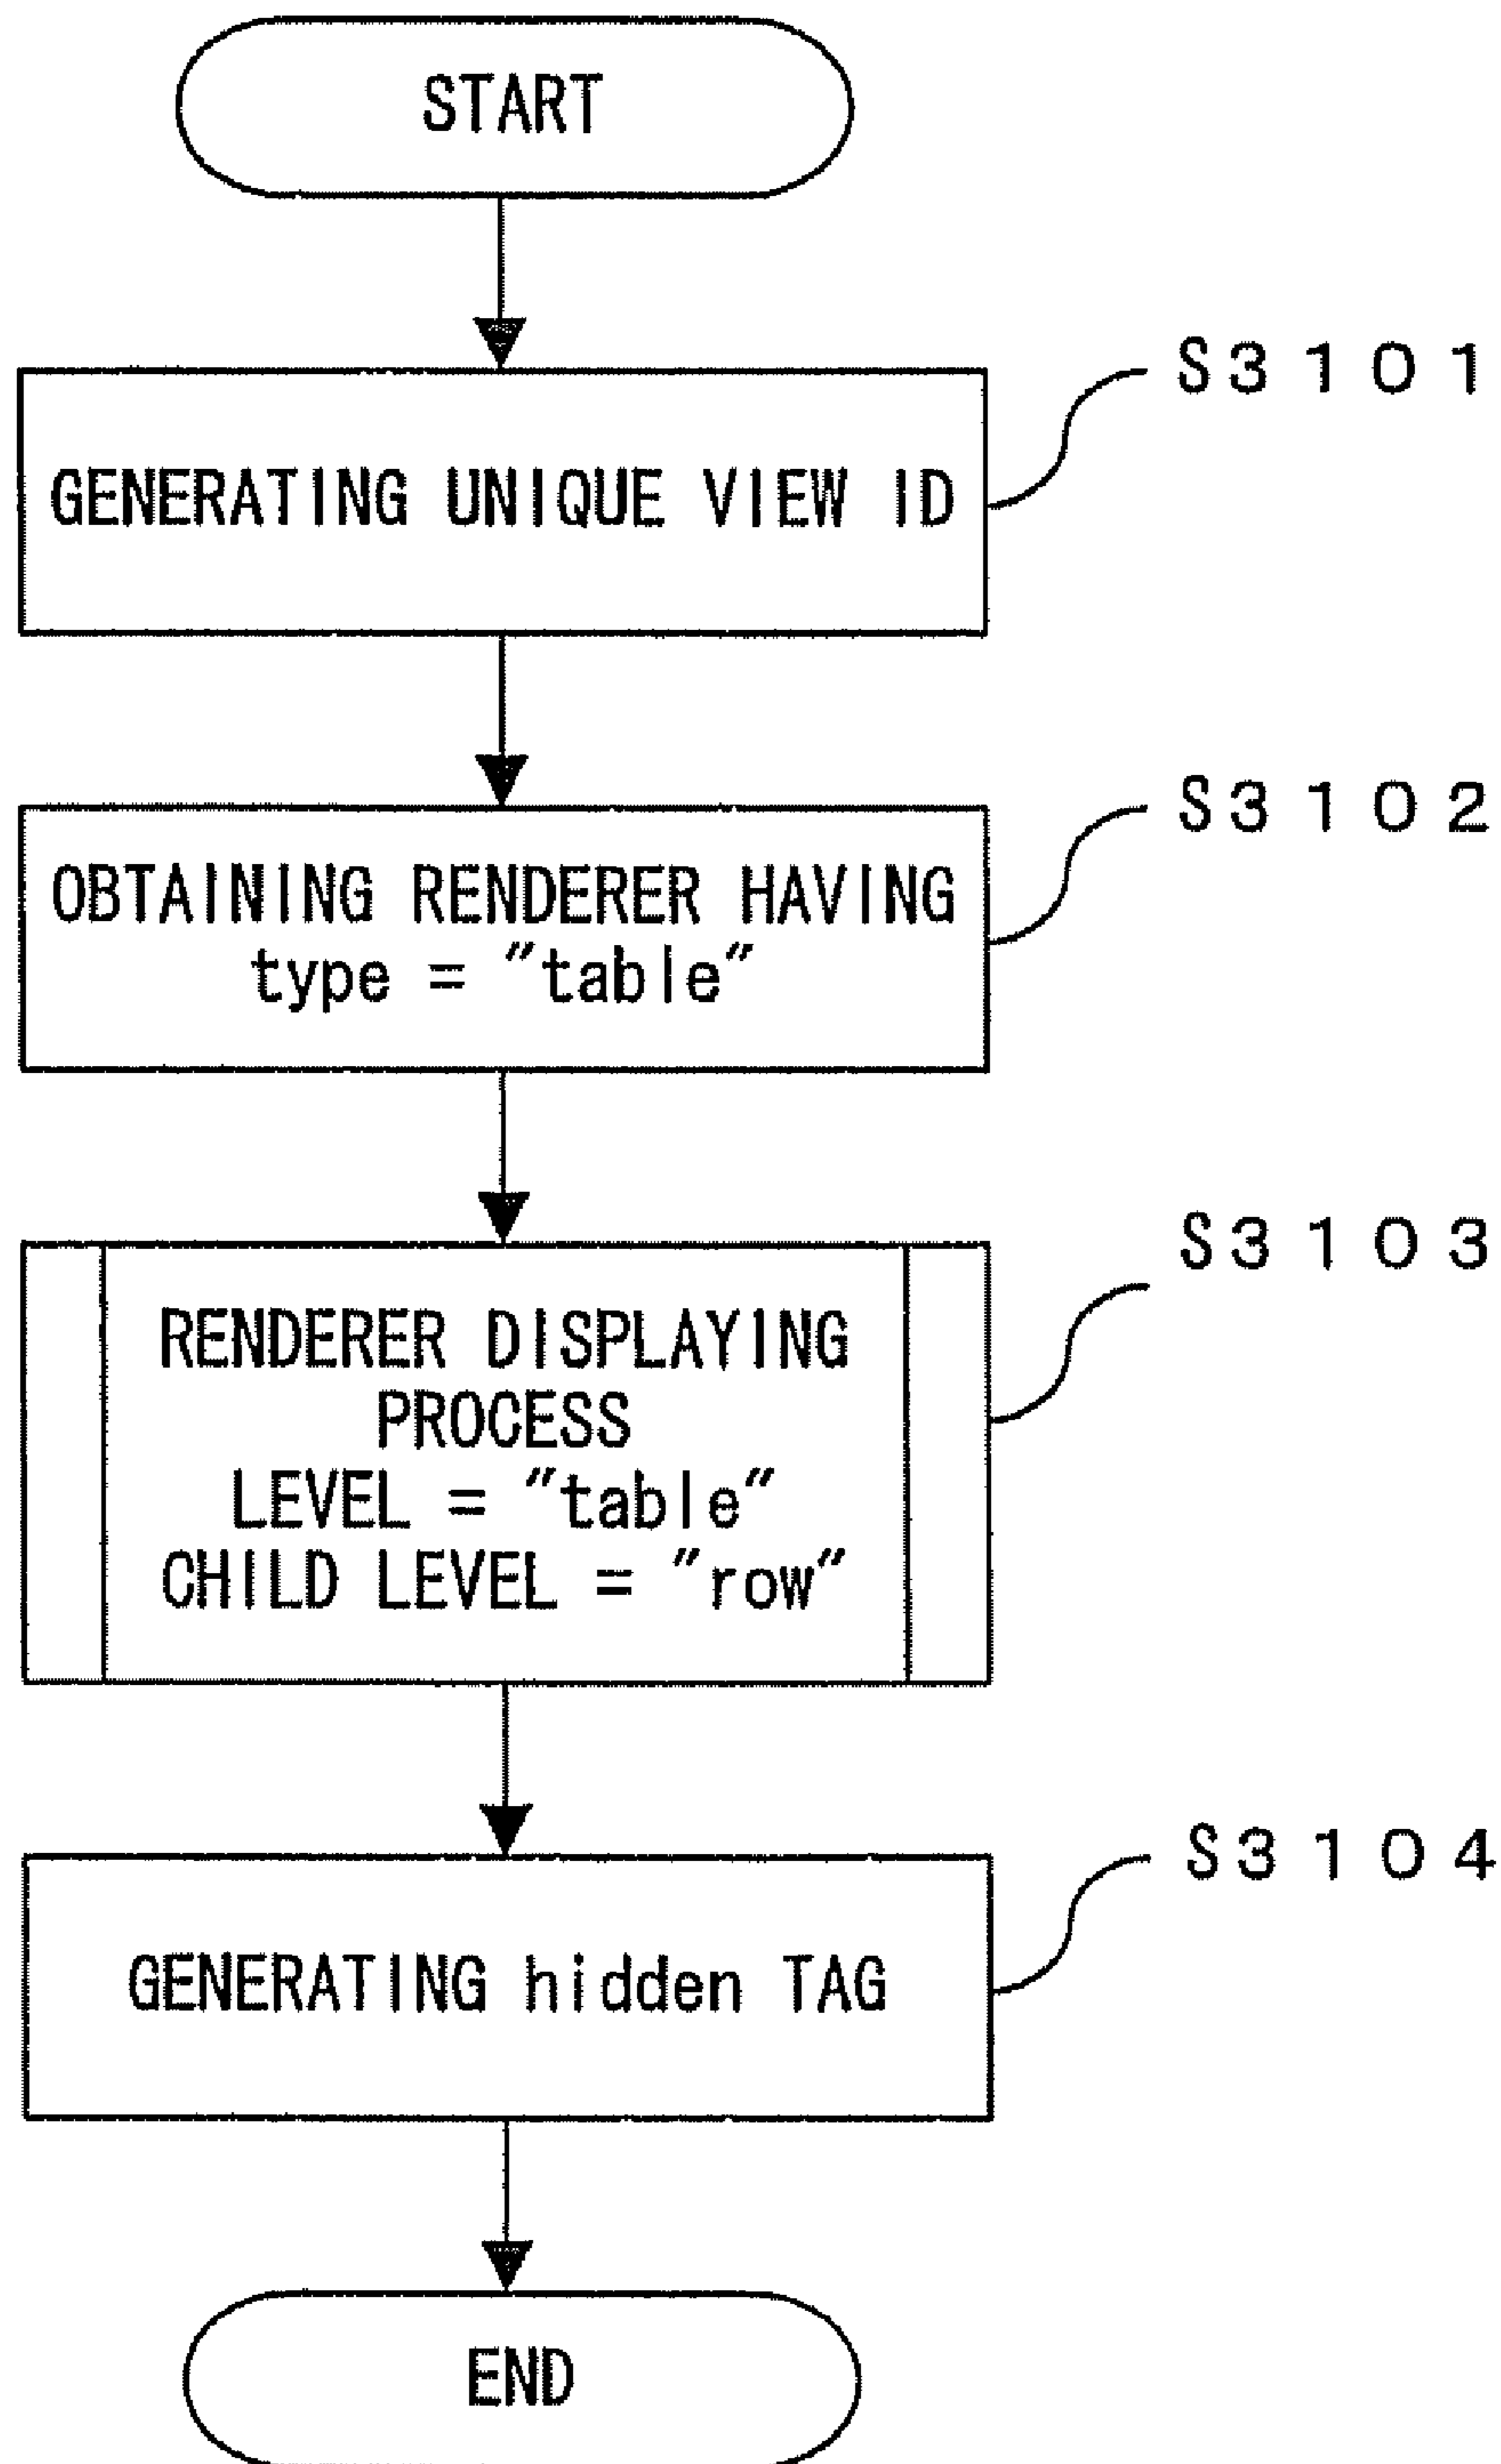 START
S3101
GENERATING UNIQUE VIEW ID
S3102
OBTAINING RENDERER HAVING
type = "table"
S3103
RENDERER DISPLAYING
PROCESS
LEVEL = "table"
CHILD LEVEL = "row"
S3104
GENERATING hidden TAG
END